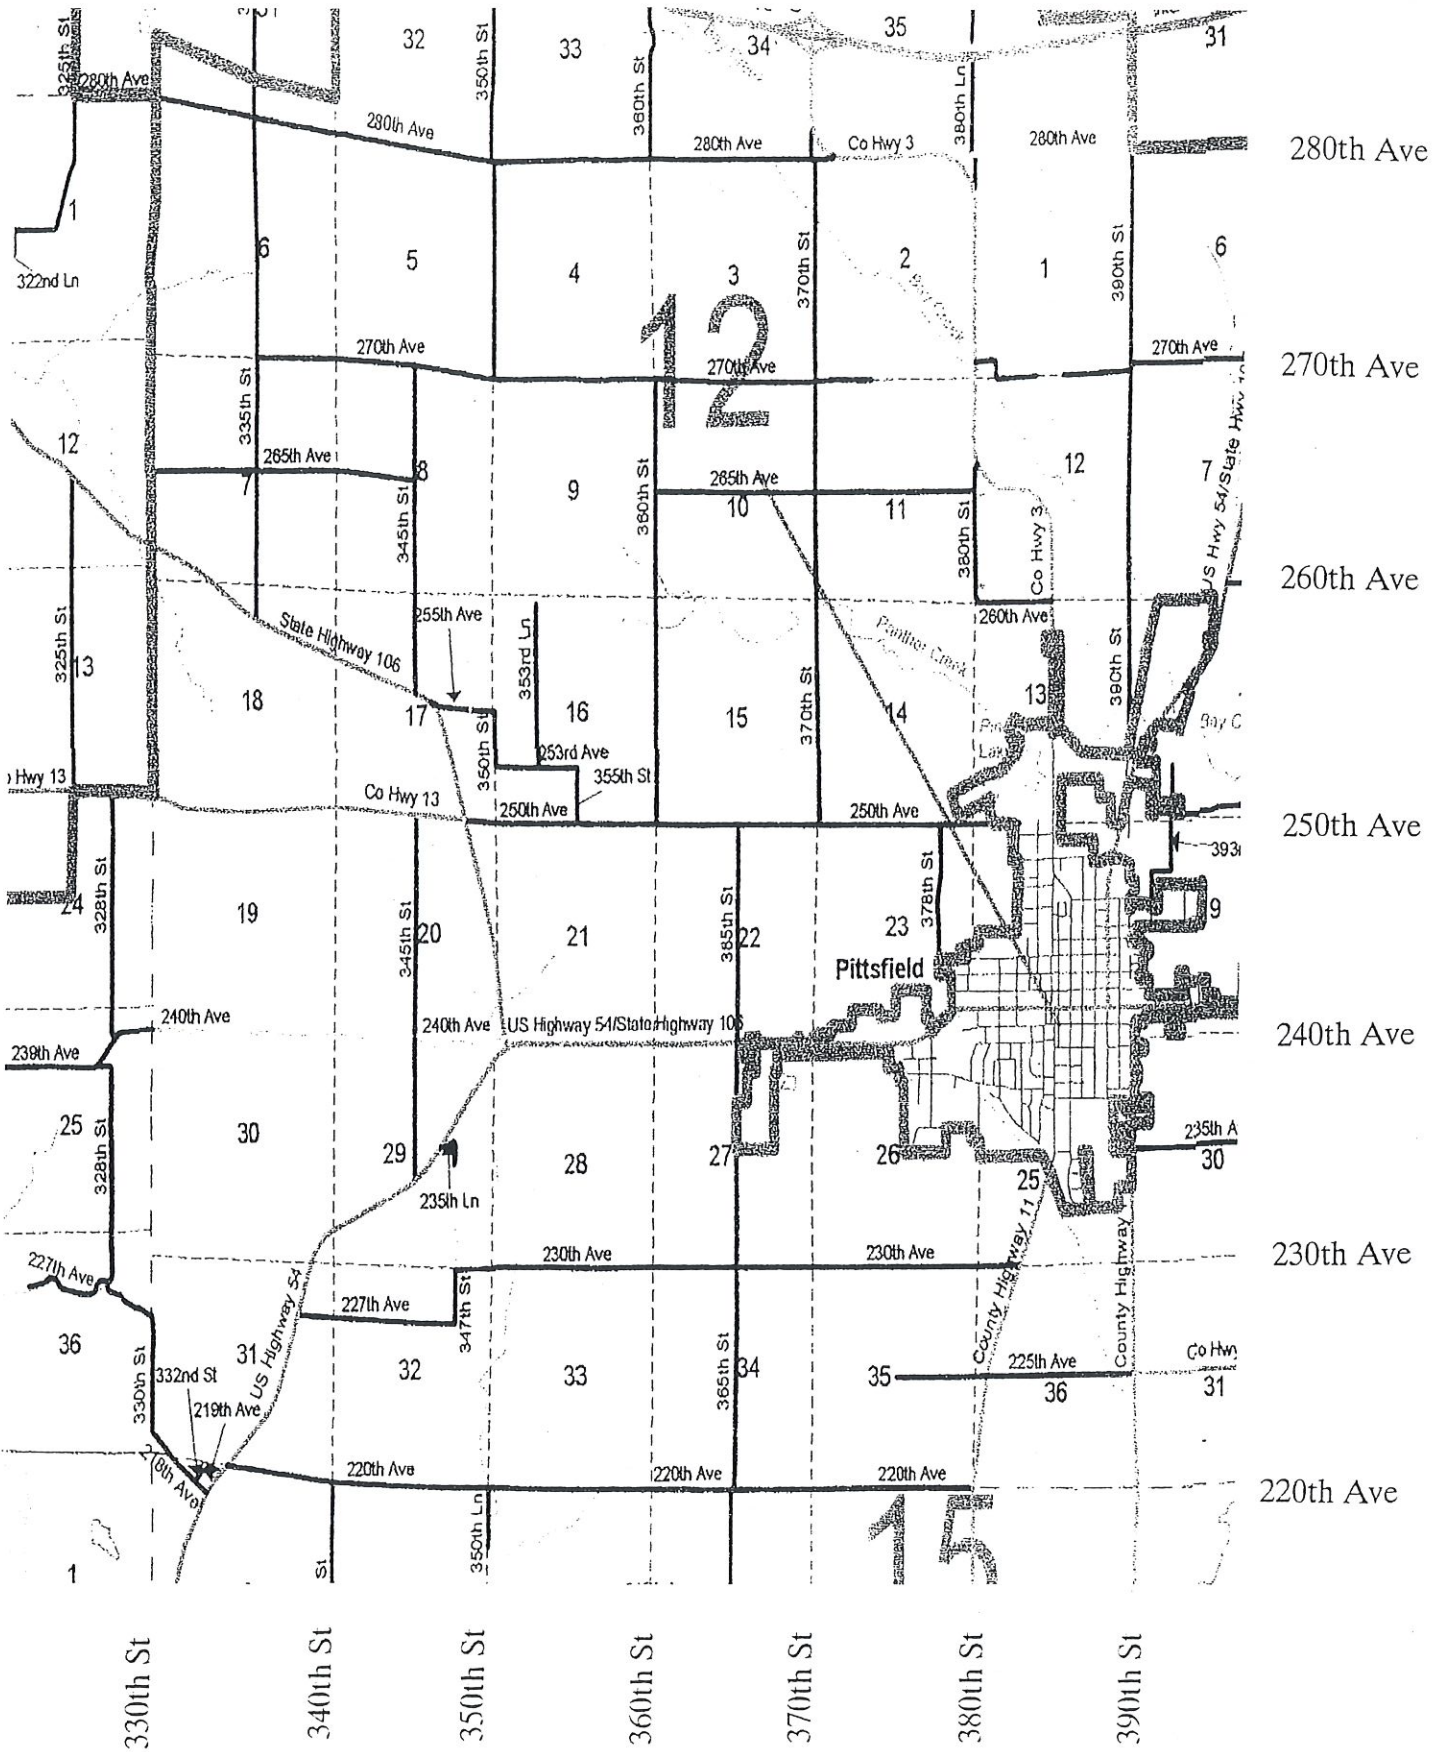 325th St
32
350th St
33
34
35
31
280th Ave
360th St
380th Ln
280th Ave
280th Ave
Co Hwy 3
280th Ave
280th Ave
1
6
5
4
3
370th St
2
1
390th St
6
322nd Ln
12
Bay Creek
270th Ave
270th Ave
270th Ave
270th Ave
335th St
12
265th Ave
7
8
345th St
9
360th St
265th Ave
10
11
380th St
Co Hwy 3
12
7
US Hwy 54/State Hwy
260th Ave
260th Ave
325th St
13
State Highway 106
255th Ave
353rd Ln
Panther Creek
390th St
18
17
350th St
16
15
370th St
14
13
Lake
Bay C
Hwy 13
253rd Ave
355th St
Co Hwy 13
250th Ave
250th Ave
250th Ave
24
328th St
19
345th St
20
21
385th St
22
23
378th St
9
Pittsfield
240th Ave
240th Ave
US Highway 54/State Highway 106
240th Ave
239th Ave
25
328th St
30
29
235th Ln
28
27
26
25
235th A
30
230th Ave
230th Ave
230th Ave
227th Ave
227th Ave
347th St
US Highway 54
County Highway 11
County Highway
36
330th St
31
32
33
365th St
34
35
225th Ave
36
Co Hwy
31
332nd St
219th Ave
218th Ave
220th Ave
220th Ave
220th Ave
220th Ave
350th Ln
St
15
1
330th St
340th St
350th St
360th St
370th St
380th St
390th St